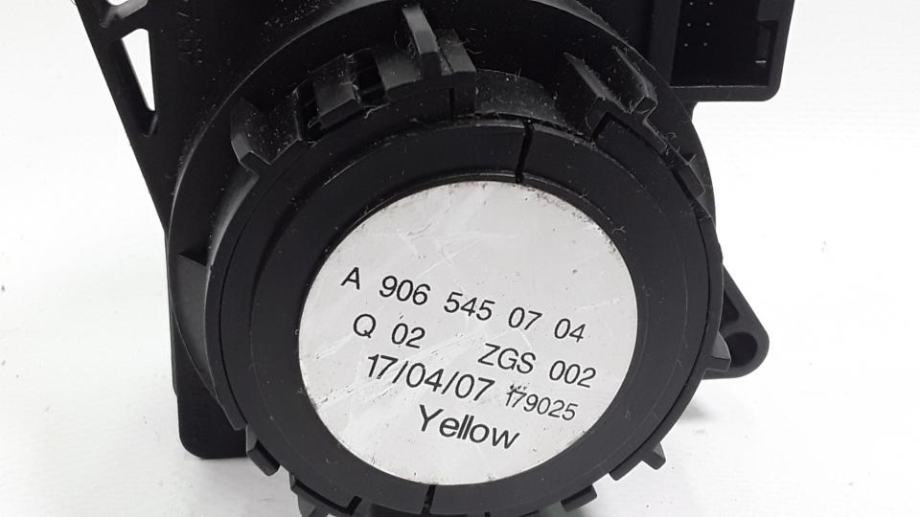 A 906 545 07 04
Q 02 ZGS 002
17/04/07 179025
Yellow